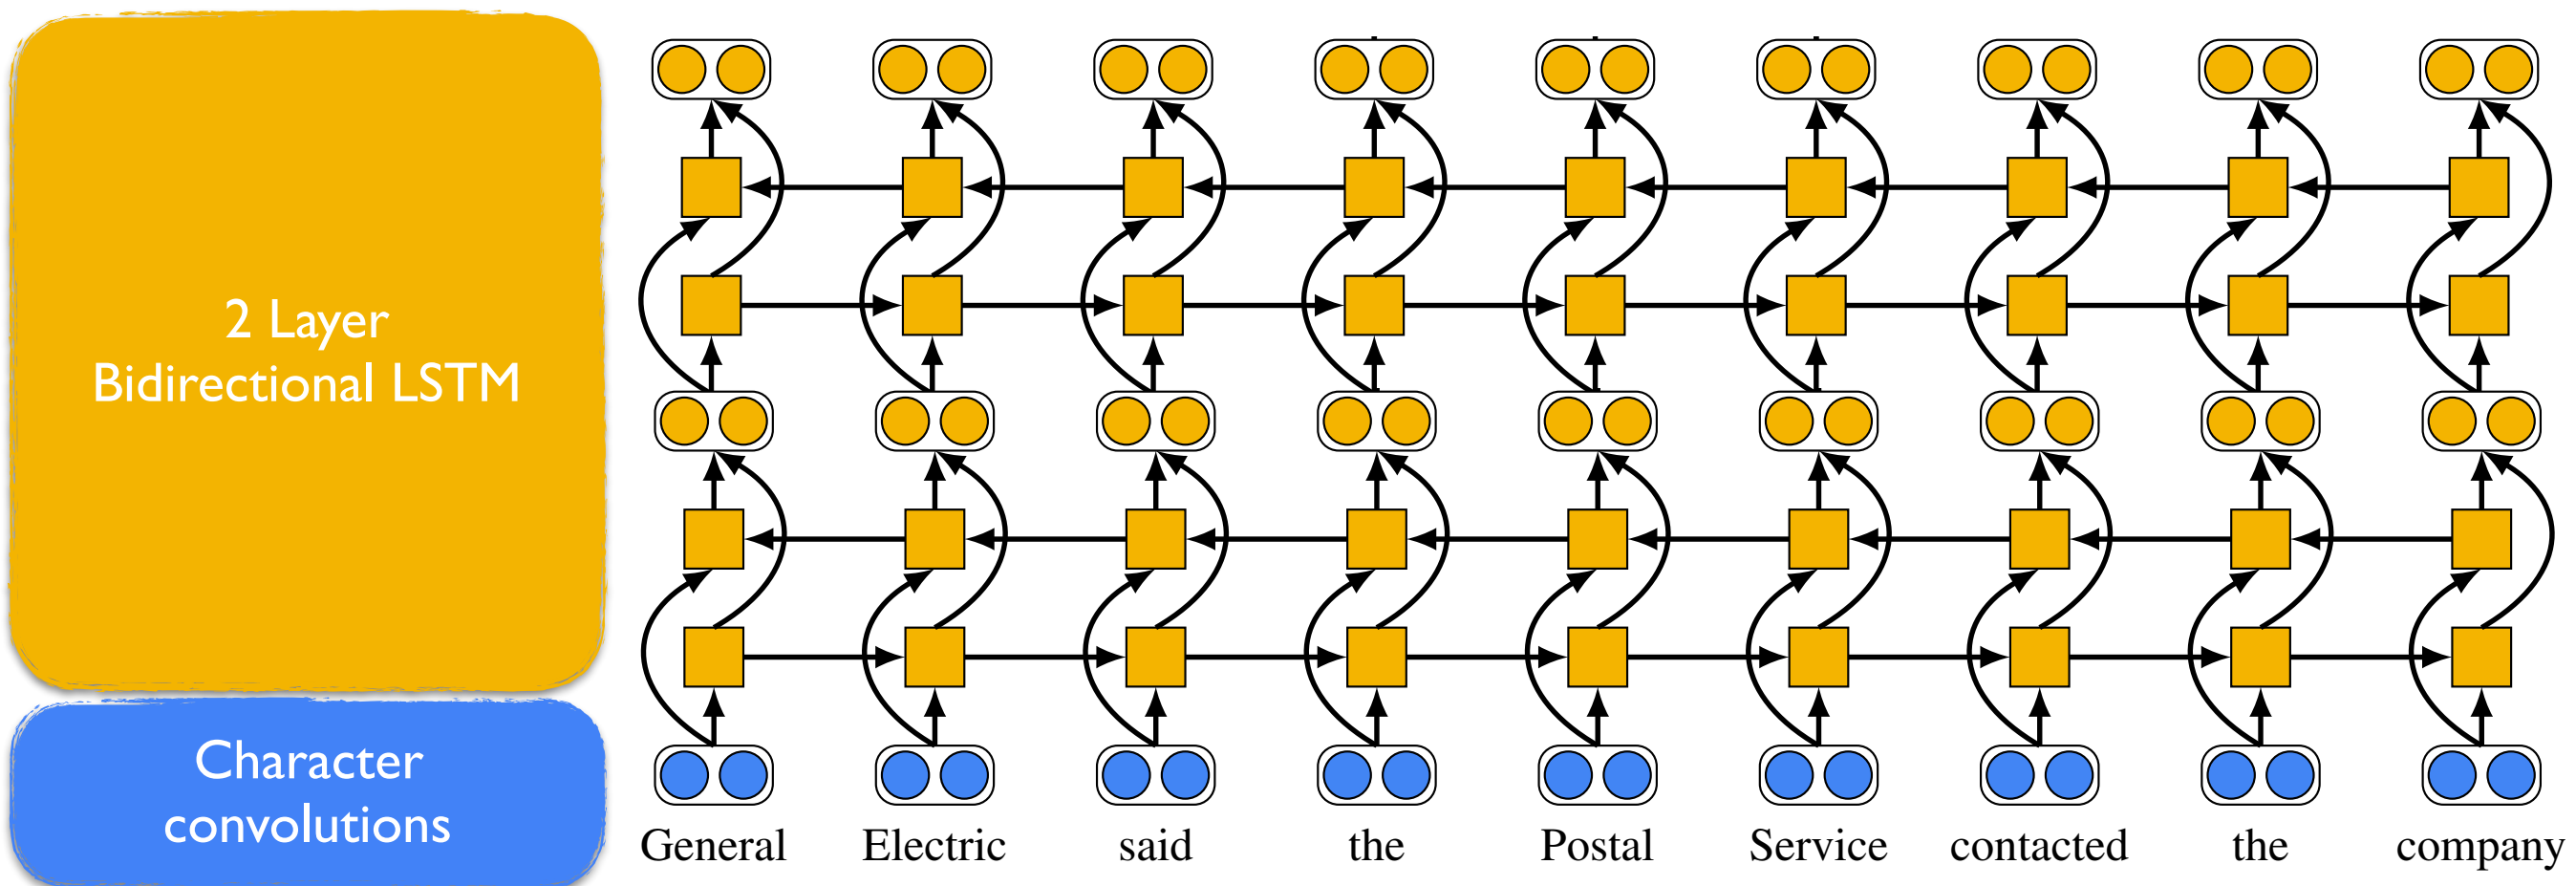 2 Layer
Bidirectional LSTM
Character
convolutions
General Electric said the Postal Service contacted the company